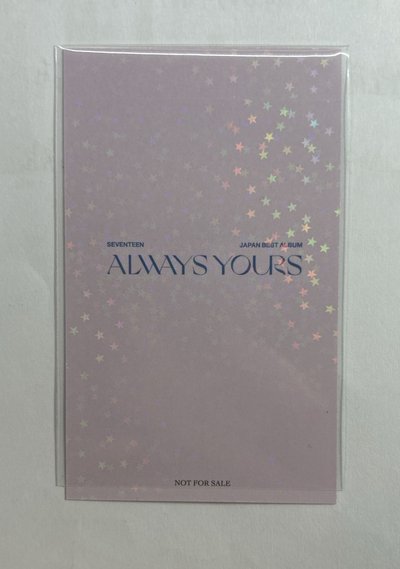 SEVENTEEN JAPAN BEST ALBUM
ALWAYS YOURS
NOT FOR SALE